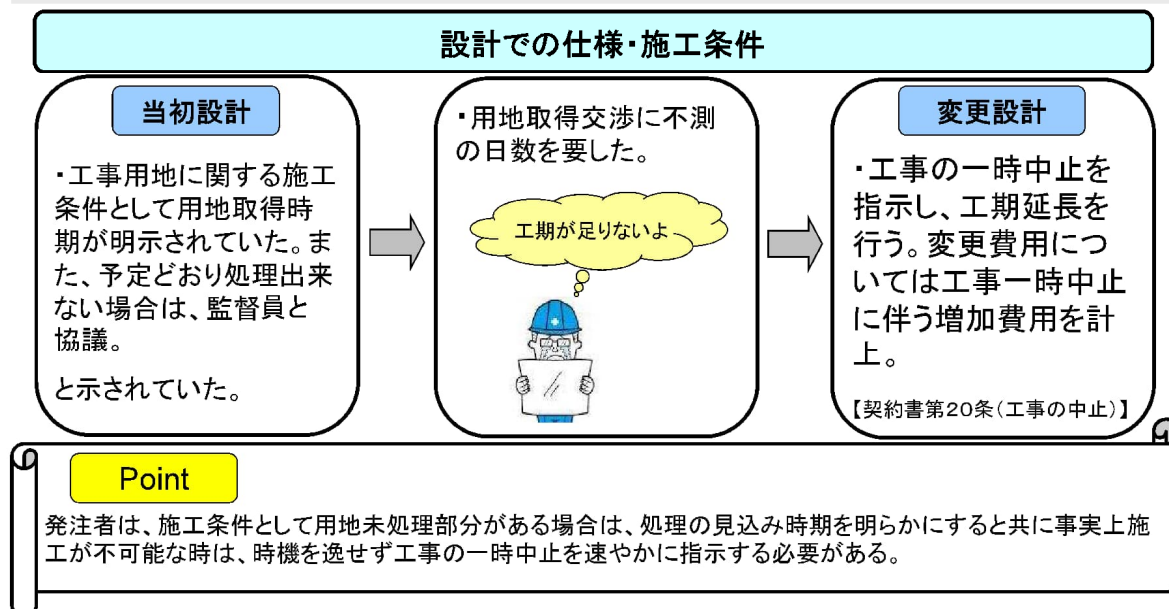 設計での仕様・施工条件
当初設計
・工事用地に関する施工
条件として用地取得時
期が明示されていた。ま
た、予定どおり処理出来
ない場合は、監督員と
協議。
と示されていた。
・用地取得交渉に不測
の日数を要した。
工期が足りないよ
変更設計
・工事の一時中止を
指示し、工期延長を
行う。変更費用につ
いては工事一時中止
に伴う増加費用を計
上。
【契約書第20条(工事の中止)】
Point
発注者は、施工条件として用地未処理部分がある場合は、処理の見込み時期を明らかにすると共に事実上施
工が不可能な時は、時機を逸せず工事の一時中止を速やかに指示する必要がある。